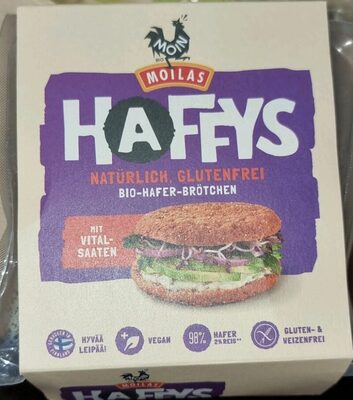 MOIN
BIO
MOILAS
HAFFYS
NATÜRLICH, GLUTENFREI
BIO-HAFER-BRÖTCHEN
MIT
VITAL-
SAATEN
HYVÄÄ
LEIPÄÄ!
VEGAN
98%
HAFER
2% REIS**
GLUTEN- &
WEIZENFREI
MOILAS
HAFFYS